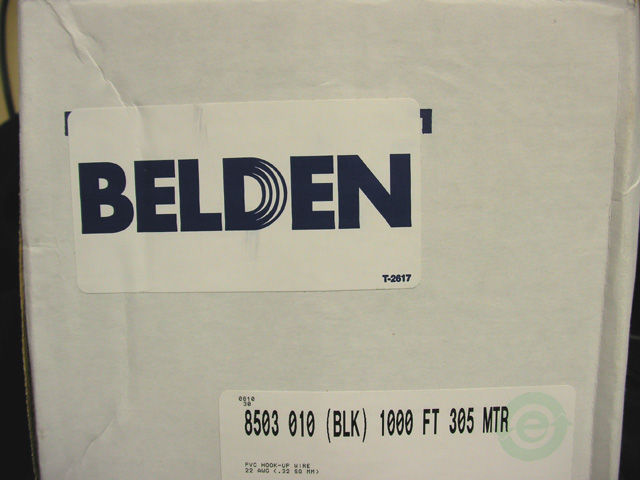 BELDEN
T-2617
0810
30
8503 010 (BLK) 1000 FT 305 MTR
e
PVC HOOK-UP WIRE
22 AWG (.32 SQ MM)